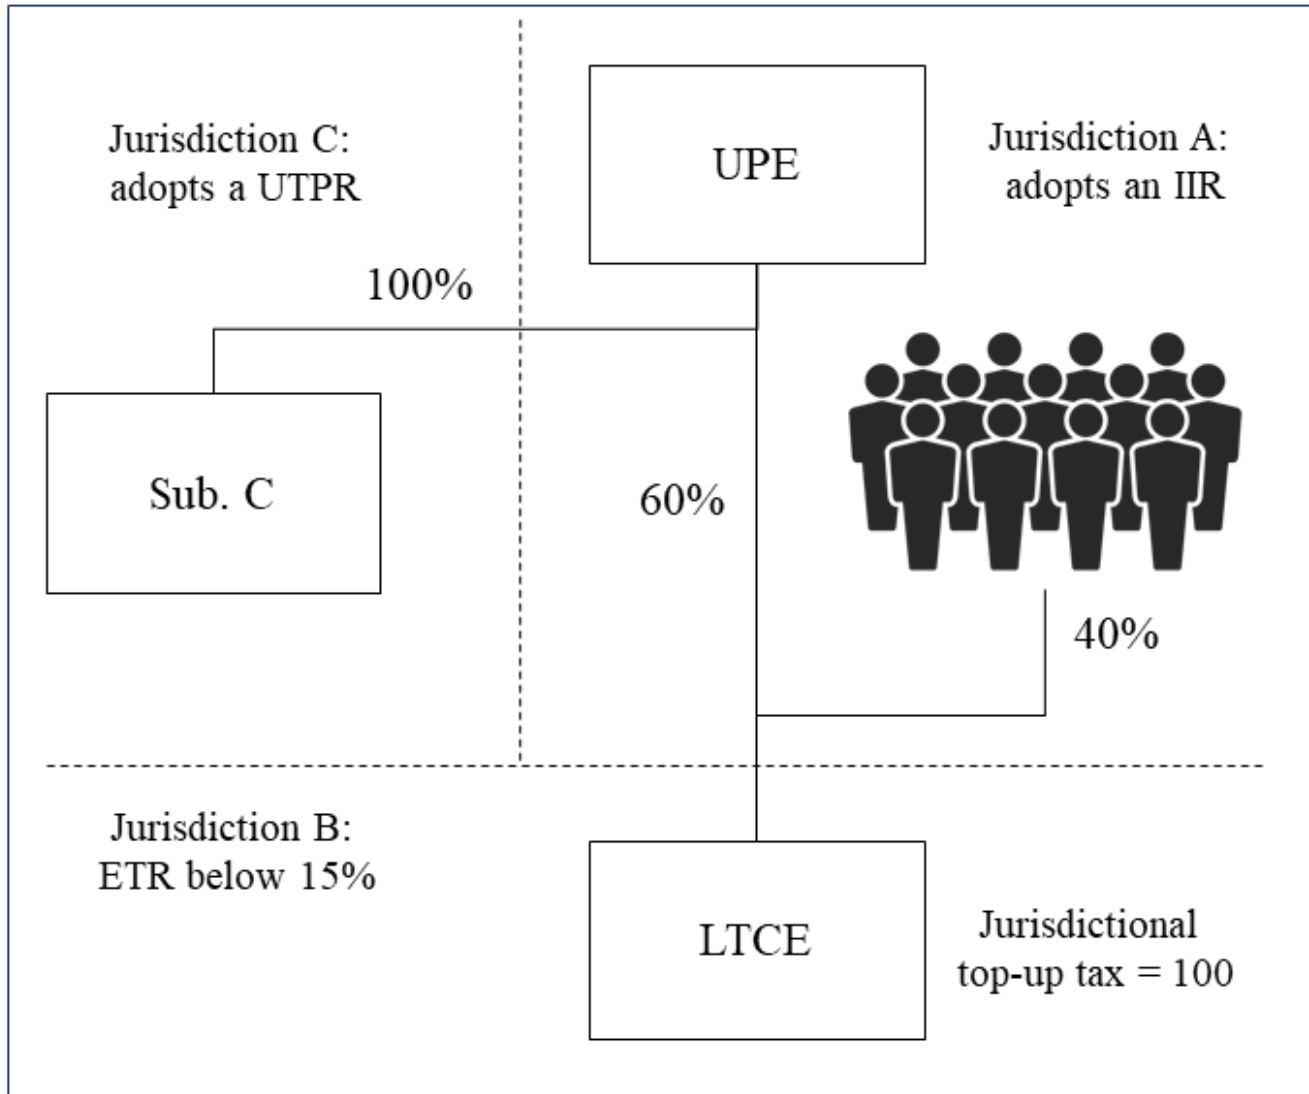 Jurisdiction C:
adopts a UTPR
UPE
Jurisdiction A:
adopts an IIR
100%
Sub. C
60%
40%
Jurisdiction B:
ETR below 15%
LTCE
Jurisdictional
top-up tax = 100